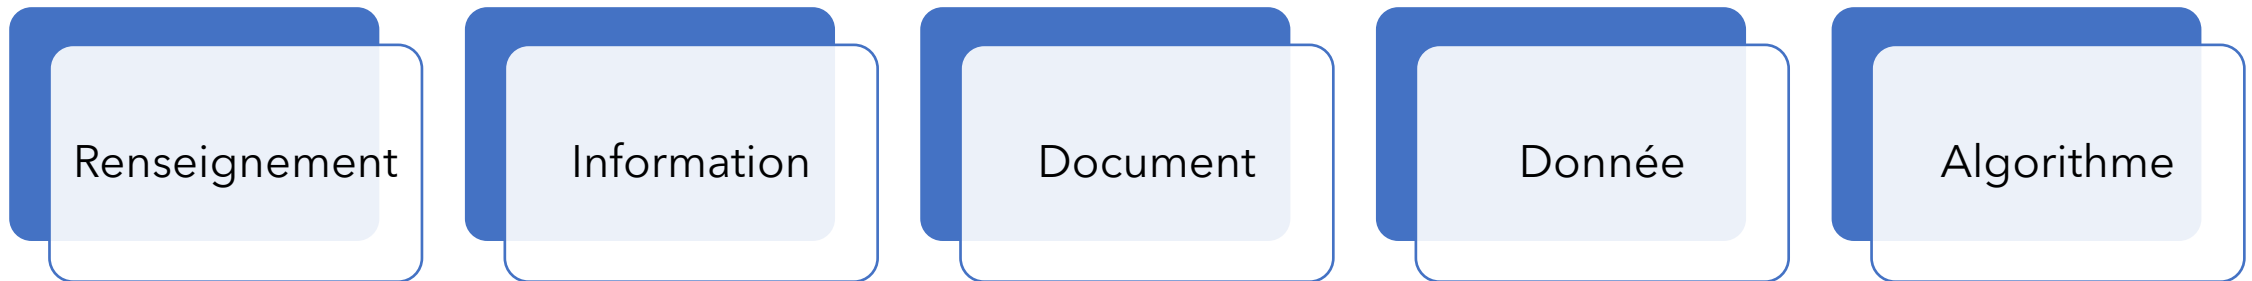 Renseignement
Information
Document
Donnée
Algorithme